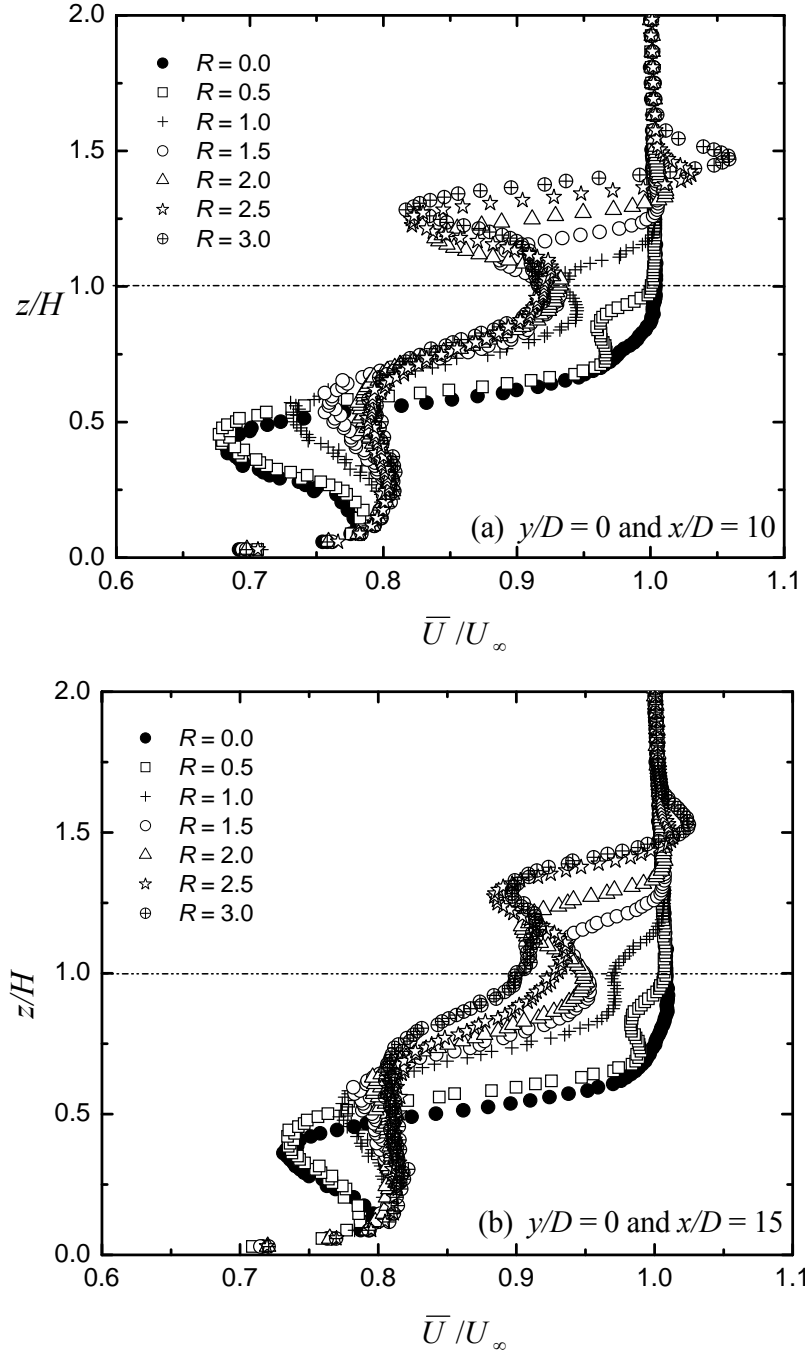 2.0
R = 0.0
R = 0.5
R = 1.0
R = 1.5
R = 2.0
R = 2.5
R = 3.0
1.5
z/H
1.0
0.5
0.0
(a) y/D = 0 and x/D = 10
0.6 0.7 0.8 0.9 1.0 1.1
U̅ /U∞
2.0
R = 0.0
R = 0.5
R = 1.0
R = 1.5
R = 2.0
R = 2.5
R = 3.0
1.5
z/H
1.0
0.5
0.0
(b) y/D = 0 and x/D = 15
0.6 0.7 0.8 0.9 1.0 1.1
U̅ /U∞